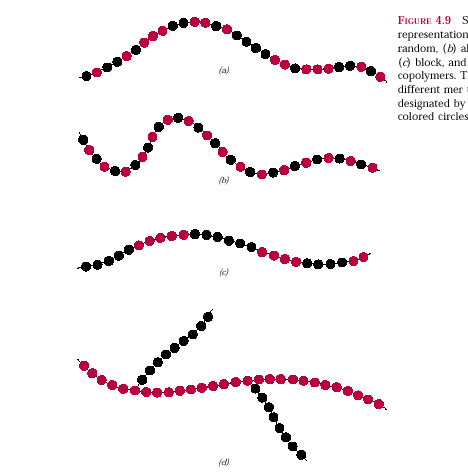 FIGURE 4.9 S
representation
random, (b) al
(c) block, and
copolymers. T
different mer t
designated by
colored circles
(a)
(b)
(c)
(d)